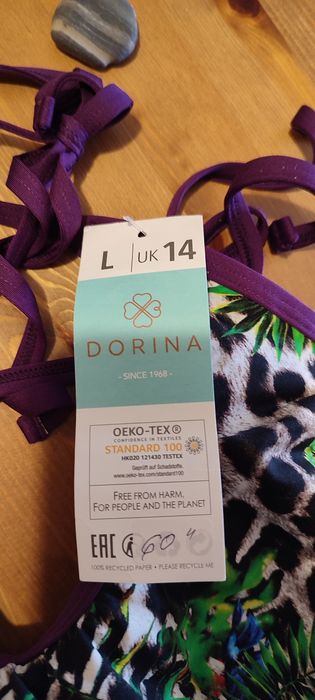 L | UK 14
DORINA
- SINCE 1968 -
OEKO-TEX®
CONFIDENCE IN TEXTILES
STANDARD 100
HK020 121430 TESTEX
Geprüft auf Schadstoffe.
www.oeko-tex.com/standard100
FREE FROM HARM.
FOR PEOPLE AND THE PLANET
EAC 60
100% RECYCLED PAPER • PLEASE RECYCLE ME